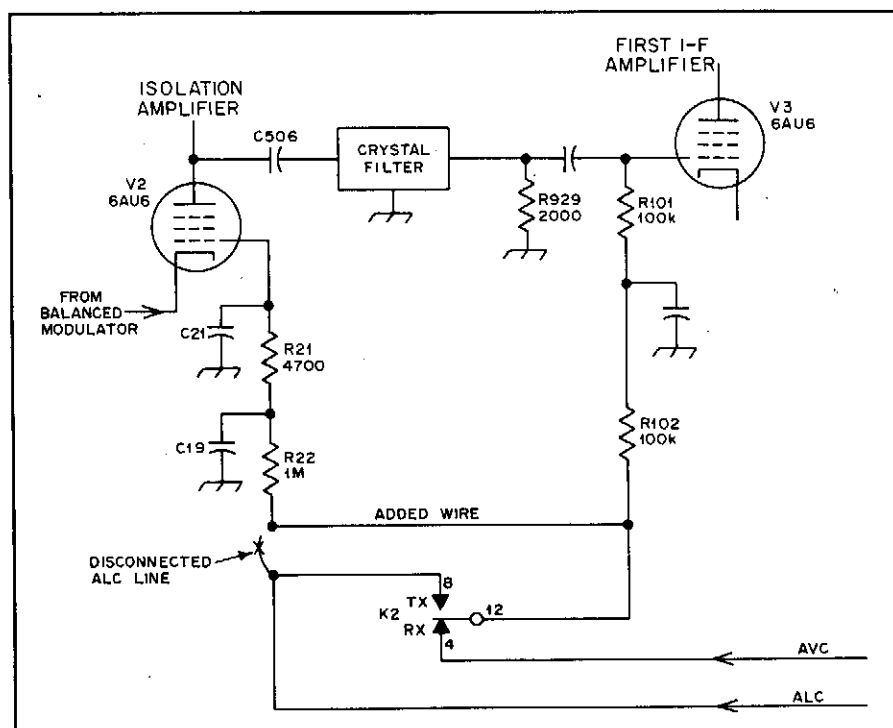 FIRST I-F
AMPLIFIER
ISOLATION
AMPLIFIER
V3
6AU6
C506
CRYSTAL
FILTER
V2
6AU6
R929
2000
R101
100k
FROM
BALANCED
MODULATOR
C21
R21
4700
R102
100k
C19
R22
1M
ADDED WIRE
DISCONNECTED
ALC LINE
8
TX
K2
12
RX
4
AVC
ALC